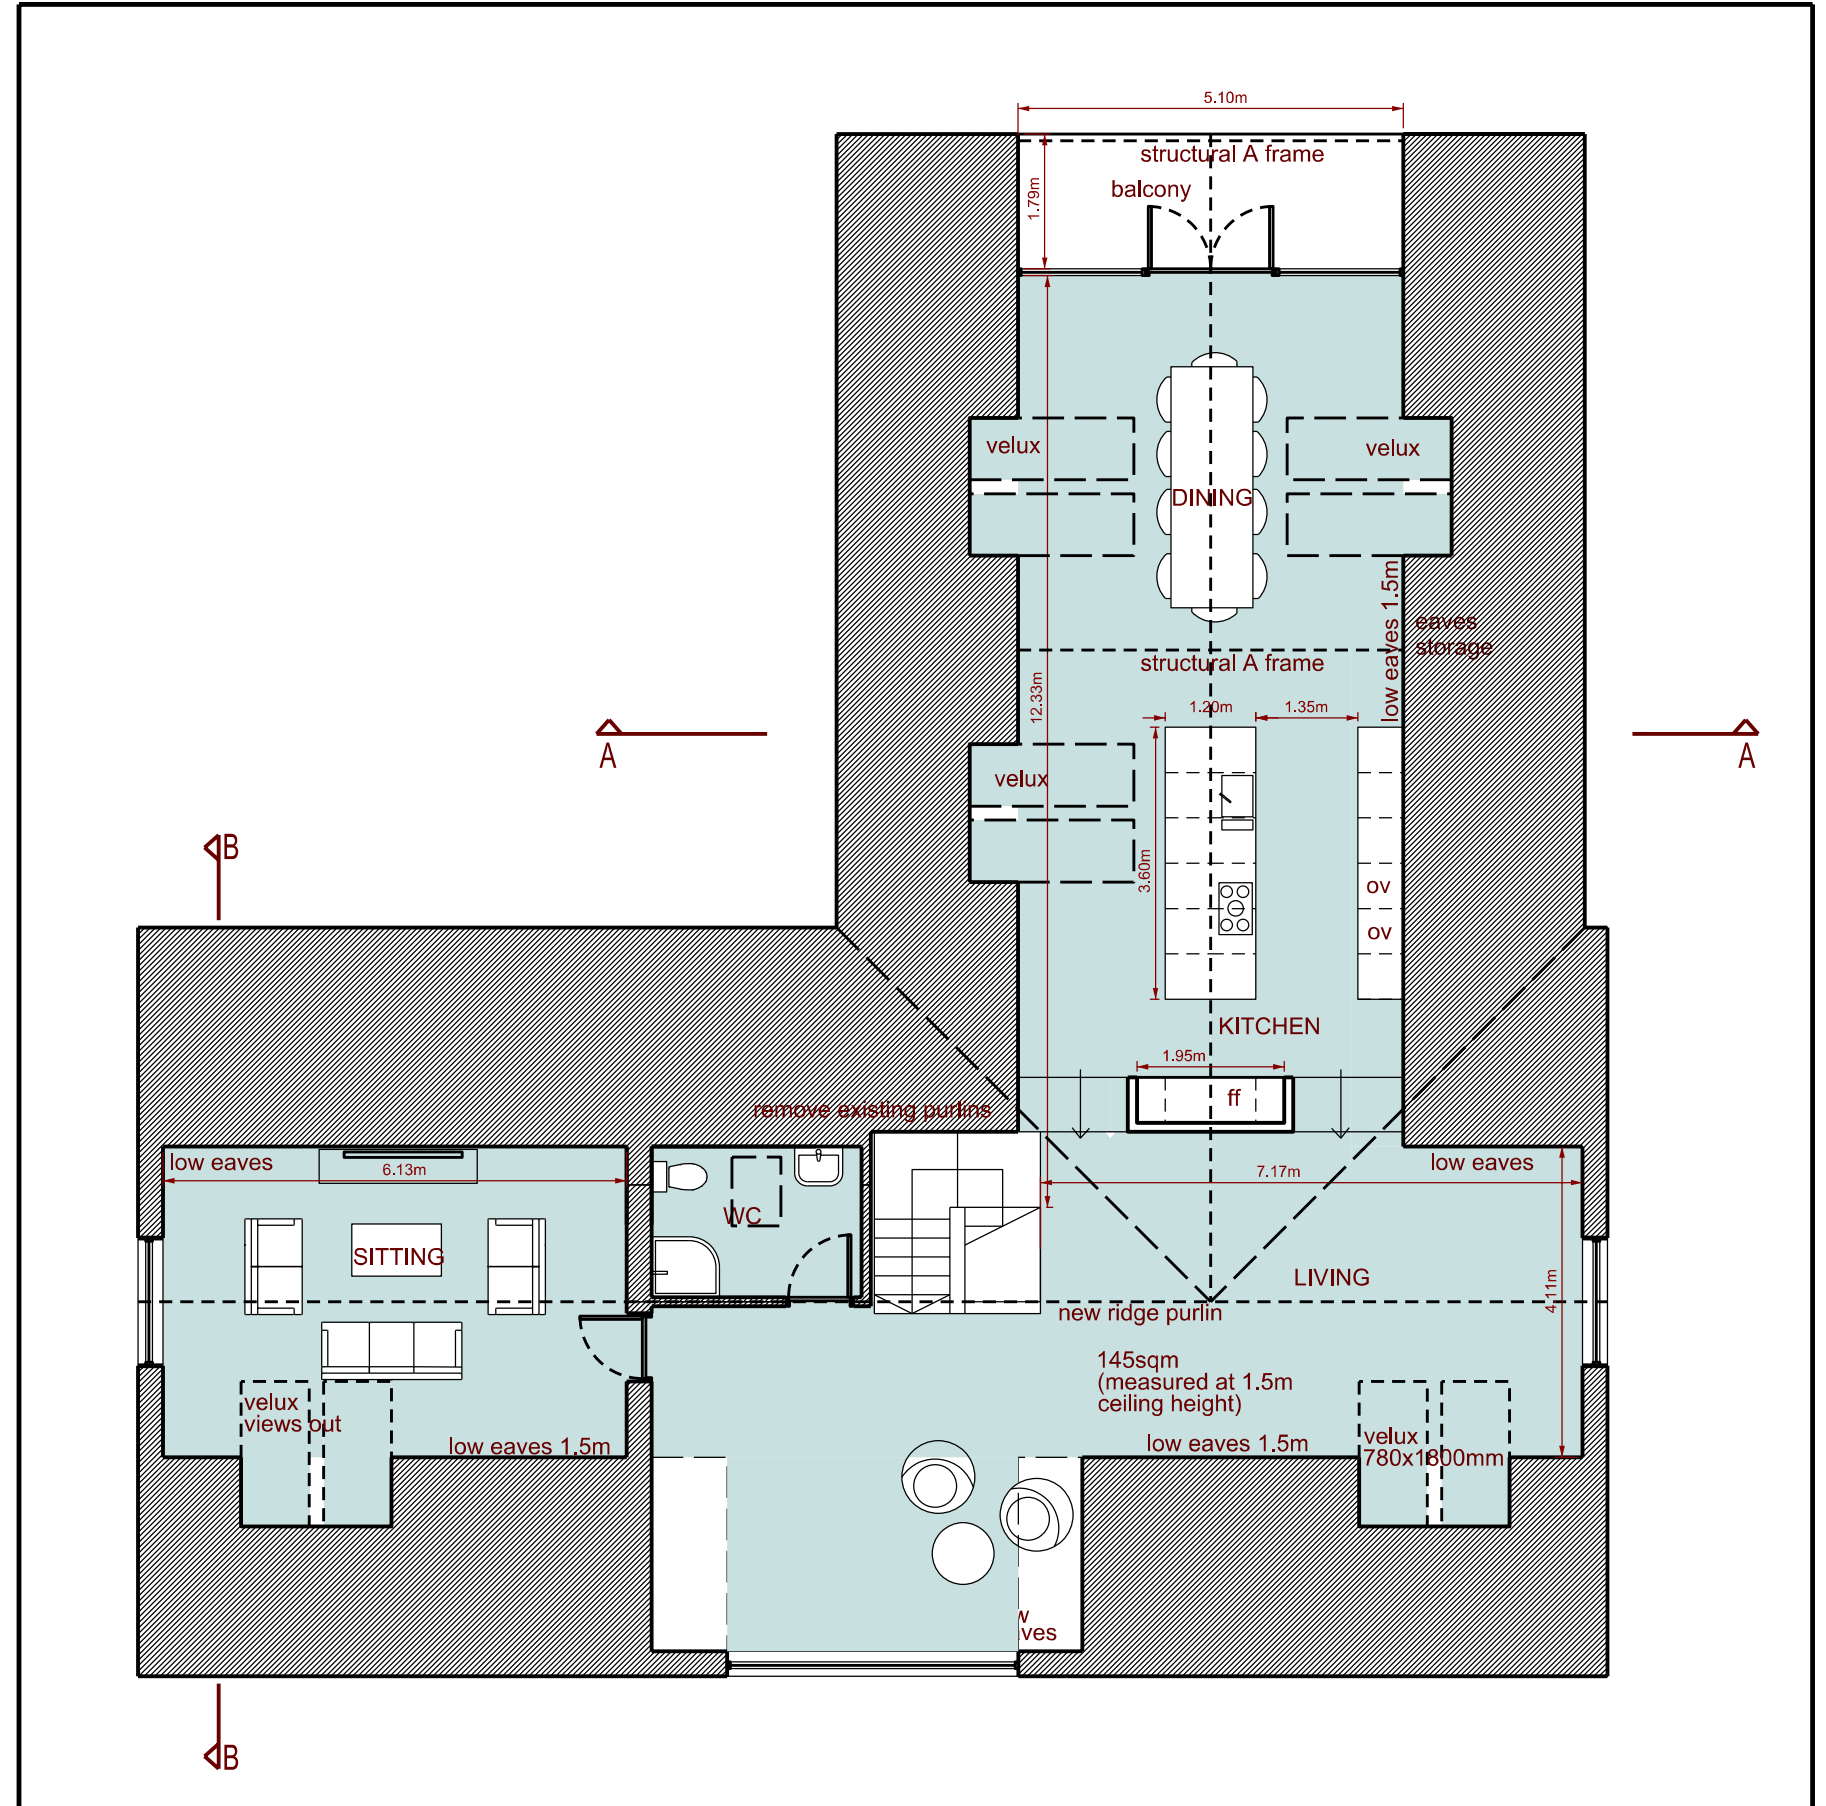 5.10m
structural A frame
1.79m
balcony
velux
velux
DINING
low eaves 1.5m
eaves
storage
structural A frame
12.33m
1.20m
1.35m
A
A
velux
3.60m
B
ov
ov
KITCHEN
1.95m
ff
remove existing purlins
low eaves
6.13m
low eaves
7.17m
WC
SITTING
LIVING
4.11m
new ridge purlin
145sqm
(measured at 1.5m
ceiling height)
velux
views out
low eaves 1.5m
low eaves 1.5m
velux
780x1800mm
ves
B